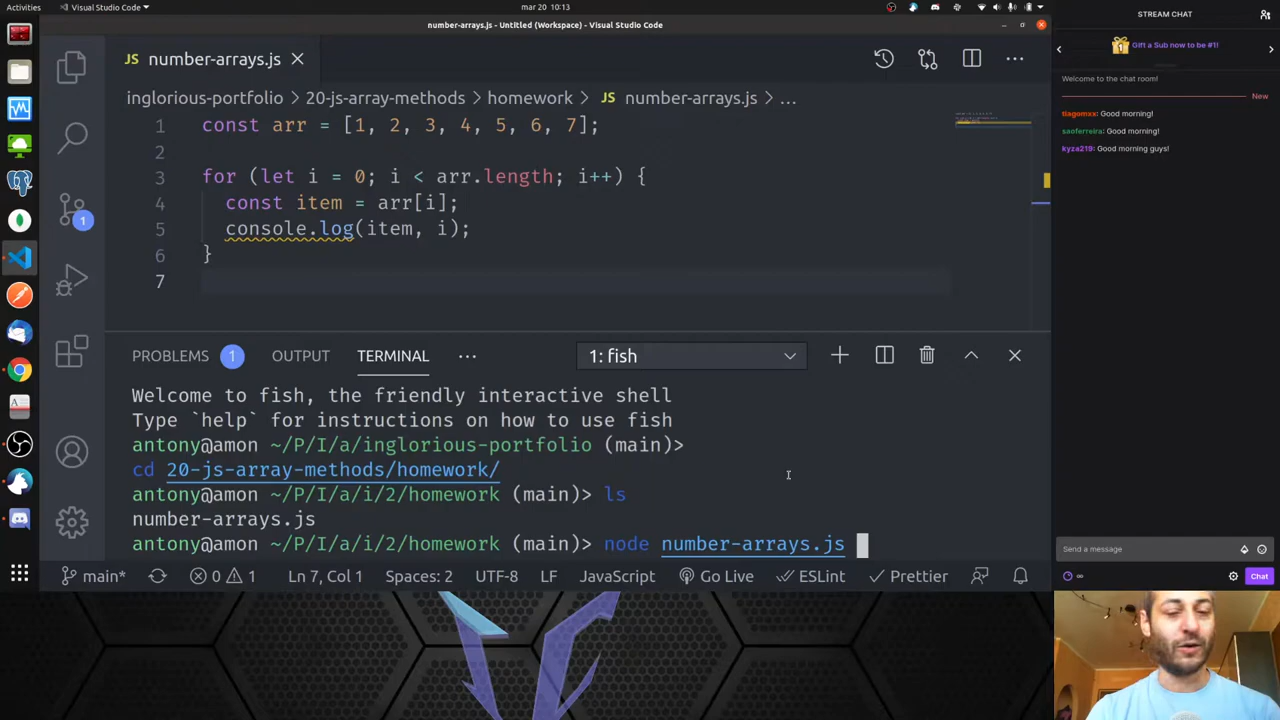 Activities
Visual Studio Code
mar 20 10:13
number-arrays.js - Untitled (Workspace) - Visual Studio Code
JS number-arrays.js
inglorious-portfolio > 20-js-array-methods > homework > JS number-arrays.js > ...
1 const arr = [1, 2, 3, 4, 5, 6, 7];
2
3 for (let i = 0; i < arr.length; i++) {
4 const item = arr[i];
5 console.log(item, i);
6 }
7
1
PROBLEMS 1 OUTPUT TERMINAL ... 1: fish
Welcome to fish, the friendly interactive shell
Type `help` for instructions on how to use fish
antony@amon ~/P/I/a/inglorious-portfolio (main)>
cd 20-js-array-methods/homework/
antony@amon ~/P/I/a/i/2/homework (main)> ls
number-arrays.js
antony@amon ~/P/I/a/i/2/homework (main)> node number-arrays.js
main* 0 1 Ln 7, Col 1 Spaces: 2 UTF-8 LF JavaScript Go Live ESLint Prettier
STREAM CHAT
1 Gift a Sub now to be #1!
Welcome to the chat room!
New
tiagomxx: Good morning!
saoferreira: Good morning!
kyza219: Good morning guys!
Send a message
∞
Chat